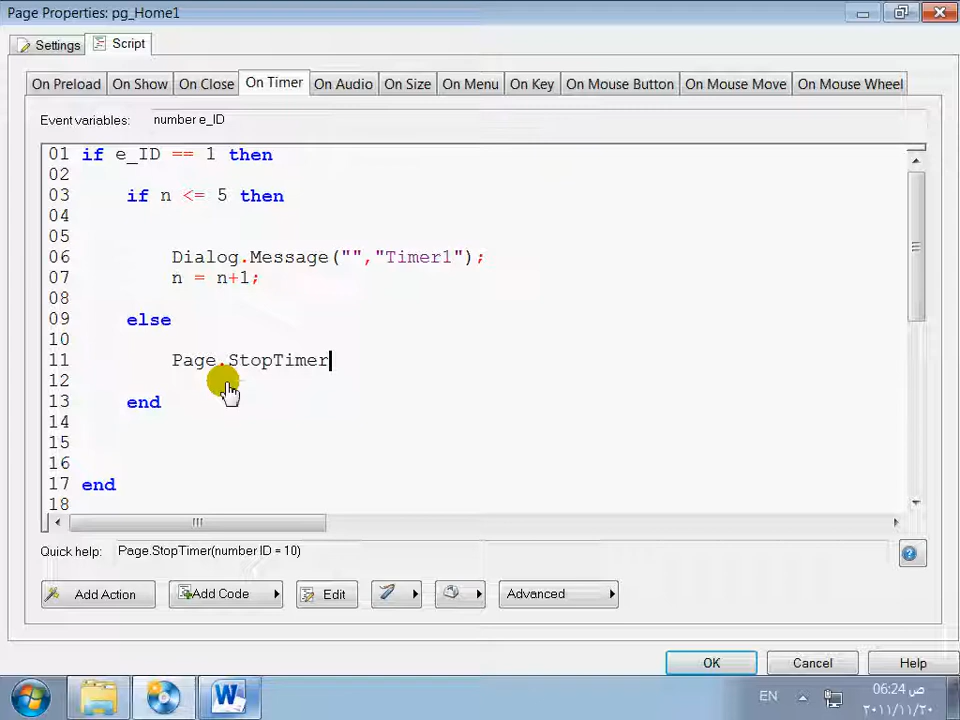 Page Properties: pg_Home1
Settings Script
On Preload On Show On Close On Timer On Audio On Size On Menu On Key On Mouse Button On Mouse Move On Mouse Wheel
Event variables: number e_ID
01 if e_ID == 1 then
02
03 if n <= 5 then
04
05
06 Dialog.Message("","Timer1");
07 n = n+1;
08
09 else
10
11 Page.StopTimer
12
13 end
14
15
16
17 end
18
Quick help: Page.StopTimer(number ID = 10)
Add Action Add Code Edit Advanced
OK Cancel Help
EN 06:24 ص
٢٠١١/١١/٢٠